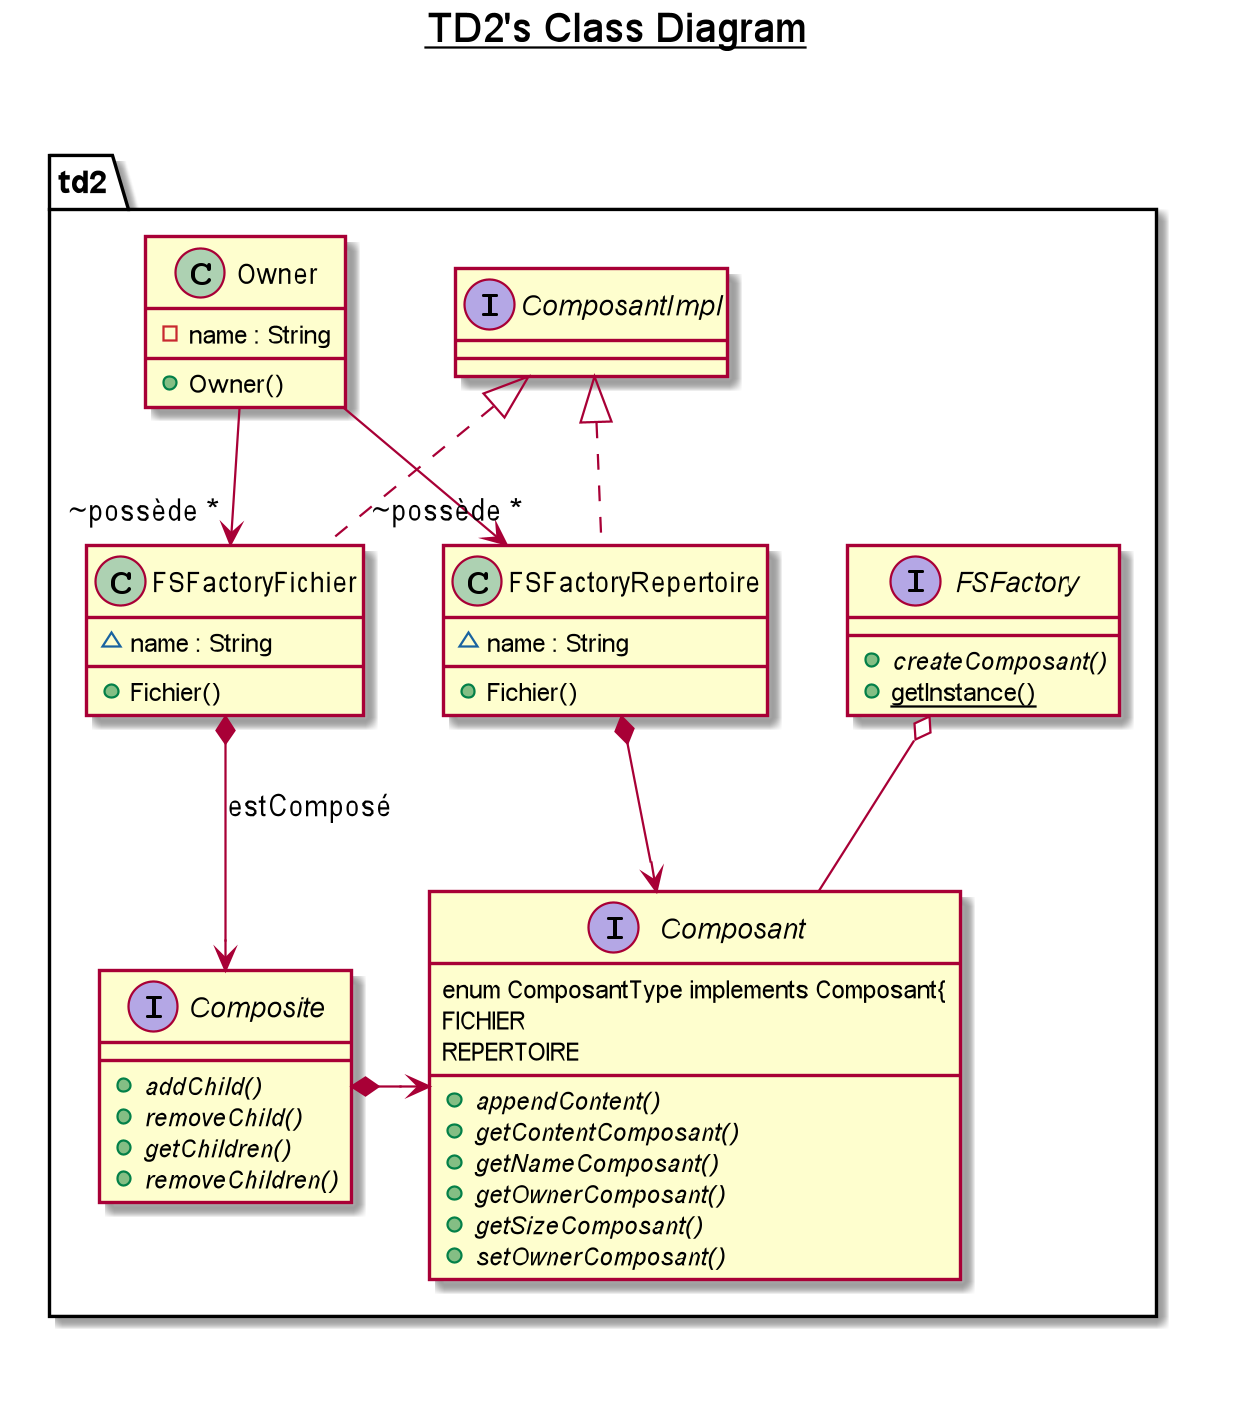 TD2's Class Diagram
td2
C Owner
name : String
Owner()
I ComposantImpl
~possède *
~possède *
C FSFactoryFichier
name : String
Fichier()
C FSFactoryRepertoire
name : String
Fichier()
I FSFactory
createComposant()
getInstance()
estComposé
I Composite
addChild()
removeChild()
getChildren()
removeChildren()
I Composant
enum ComposantType implements Composant{
FICHIER
REPERTOIRE
appendContent()
getContentComposant()
getNameComposant()
getOwnerComposant()
getSizeComposant()
setOwnerComposant()